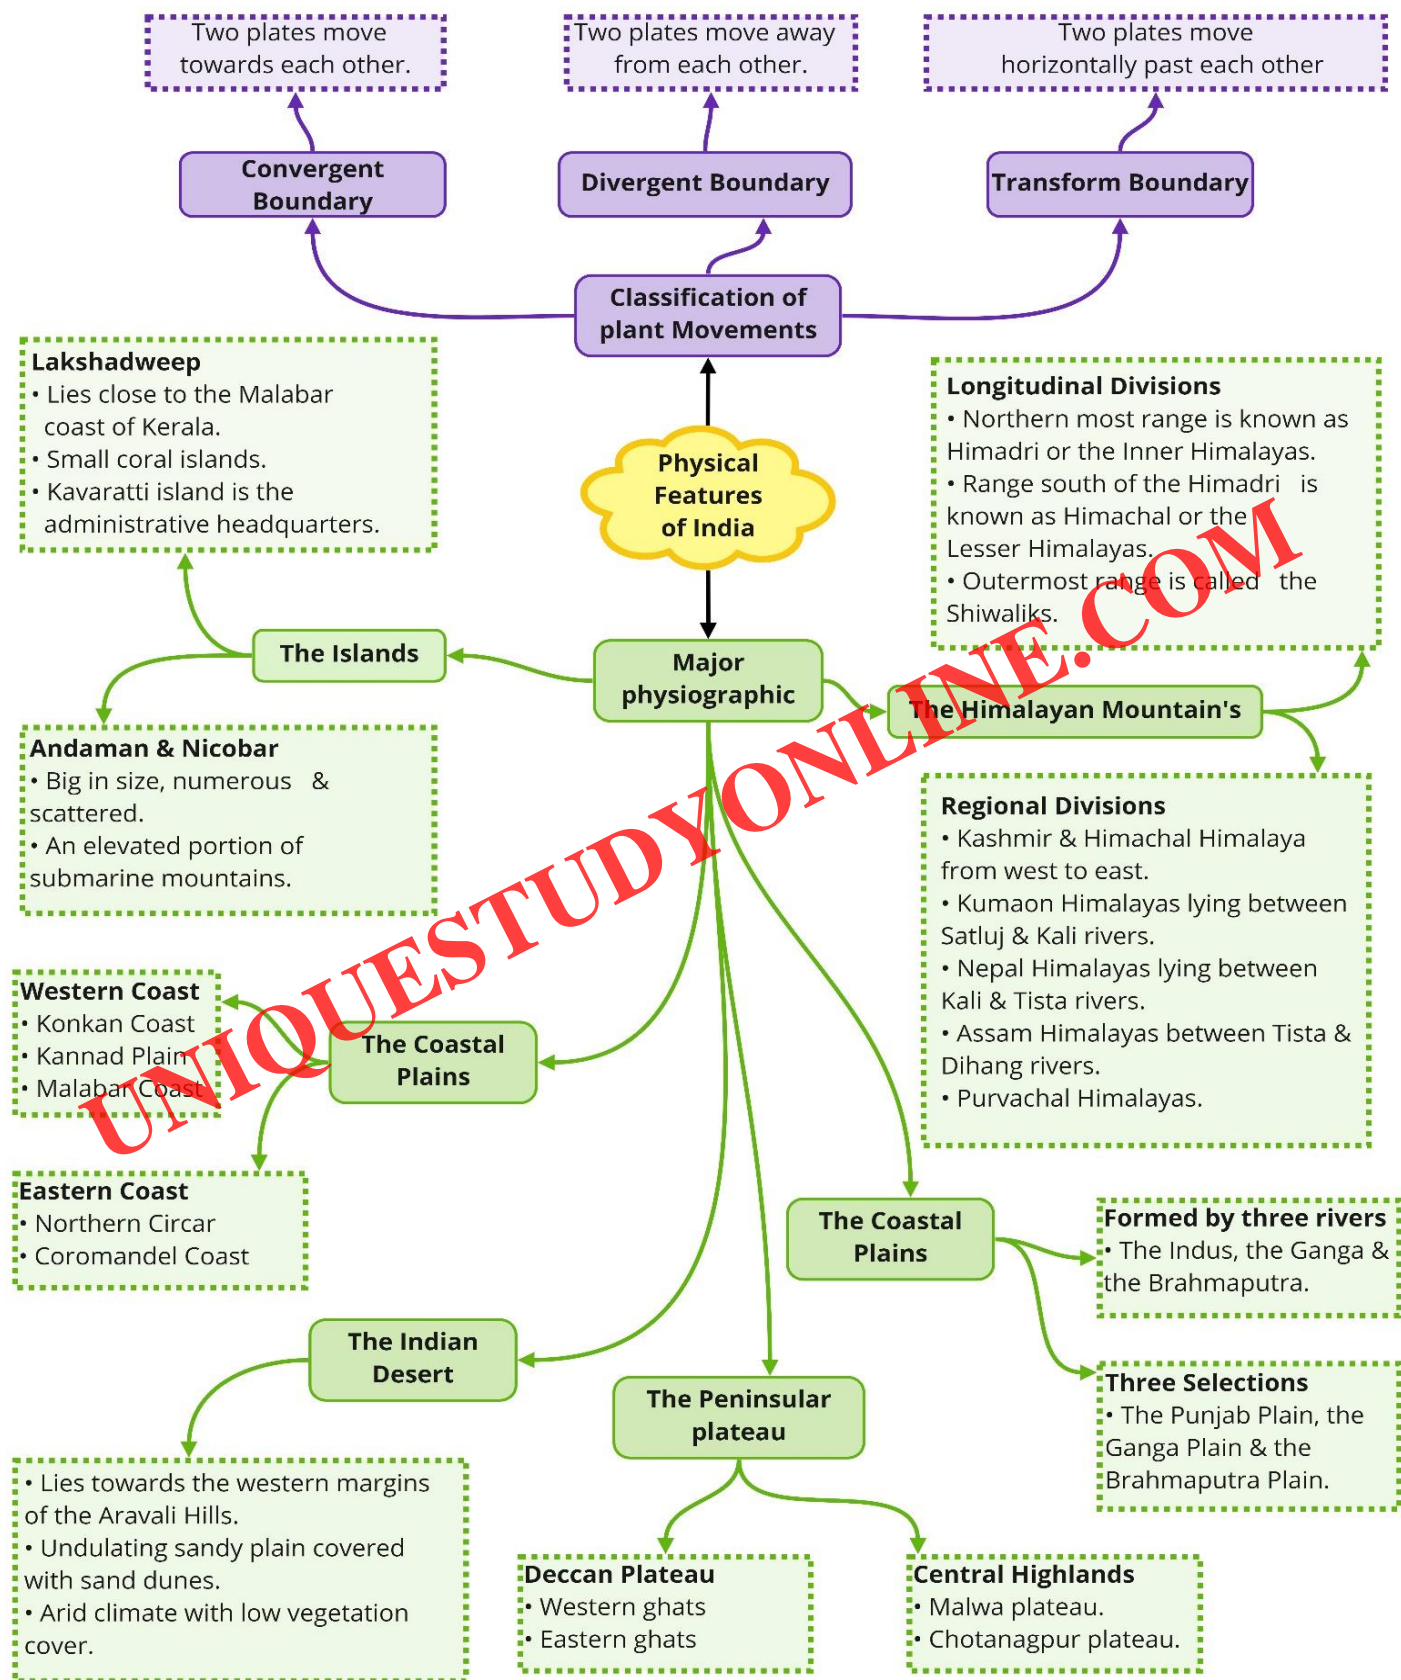 Two plates move
towards each other.
Two plates move away
from each other.
Two plates move
horizontally past each other
Convergent
Boundary
Divergent Boundary
Transform Boundary
Classification of
plant Movements
Lakshadweep
• Lies close to the Malabar
coast of Kerala.
• Small coral islands.
• Kavaratti island is the
administrative headquarters.
Physical
Features
of India
Longitudinal Divisions
• Northern most range is known as
Himadri or the Inner Himalayas.
• Range south of the Himadri is
known as Himachal or the
Lesser Himalayas.
• Outermost range is called the
Shiwaliks.
The Islands
Major
physiographic
The Himalayan Mountain's
Andaman & Nicobar
• Big in size, numerous &
scattered.
• An elevated portion of
submarine mountains.
Regional Divisions
• Kashmir & Himachal Himalaya
from west to east.
• Kumaon Himalayas lying between
Satluj & Kali rivers.
• Nepal Himalayas lying between
Kali & Tista rivers.
• Assam Himalayas between Tista &
Dihang rivers.
• Purvachal Himalayas.
UNIQUESTUDYONLINE.COM
Western Coast
• Konkan Coast
• Kannad Plain
• Malabar Coast
The Coastal
Plains
Eastern Coast
• Northern Circar
• Coromandel Coast
The Coastal
Plains
Formed by three rivers
• The Indus, the Ganga &
the Brahmaputra.
The Indian
Desert
The Peninsular
plateau
Three Selections
• The Punjab Plain, the
Ganga Plain & the
Brahmaputra Plain.
• Lies towards the western margins
of the Aravali Hills.
• Undulating sandy plain covered
with sand dunes.
• Arid climate with low vegetation
cover.
Deccan Plateau
• Western ghats
• Eastern ghats
Central Highlands
• Malwa plateau.
• Chotanagpur plateau.